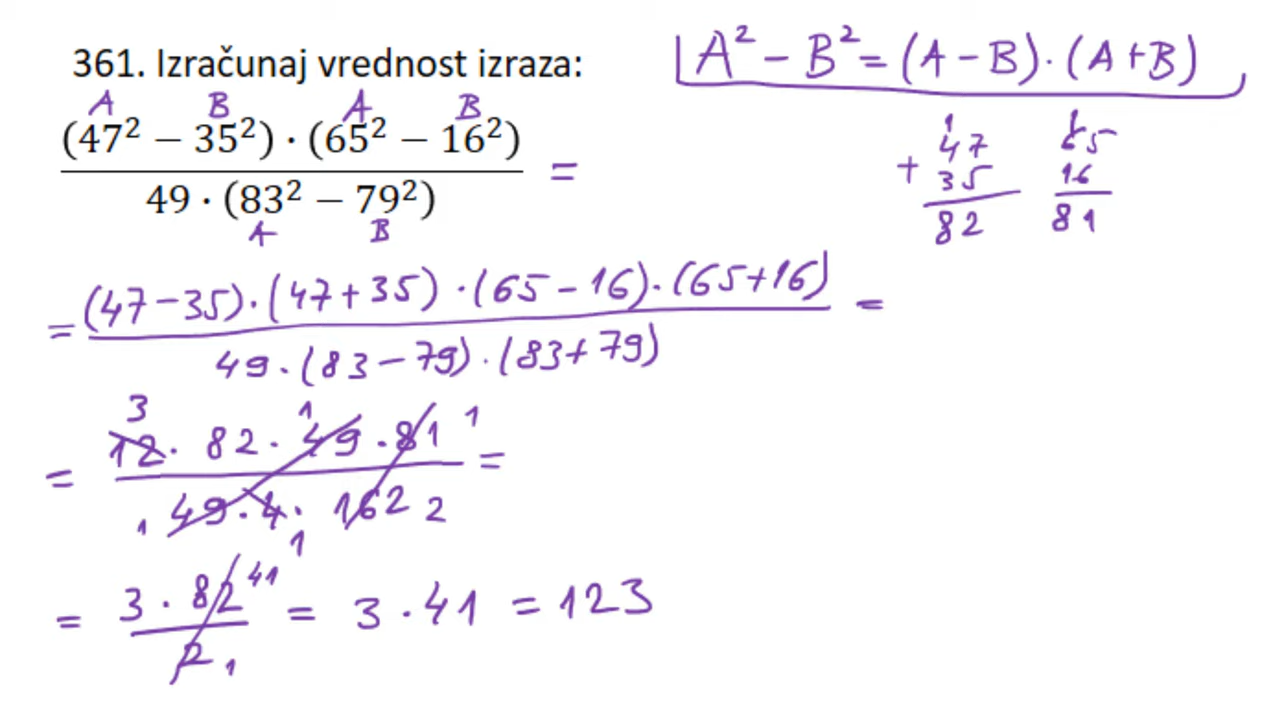 361. Izračunaj vrednost izraza:
A² − B² = (A − B) · (A + B)
A B A B
(47² − 35²) · (65² − 16²)
=
49 · (83² − 79²)
A B
1
47 65
+ 35 16
82 81
= (47 − 35) · (47 + 35) · (65 − 16) · (65 + 16) =
49 · (83 − 79) · (83 + 79)
3 1 1
= 12 · 82 · 49 · 81 =
1 49 · 4 · 162 2
1
= 3 · 82 41 = 3 · 41 = 123
2 1